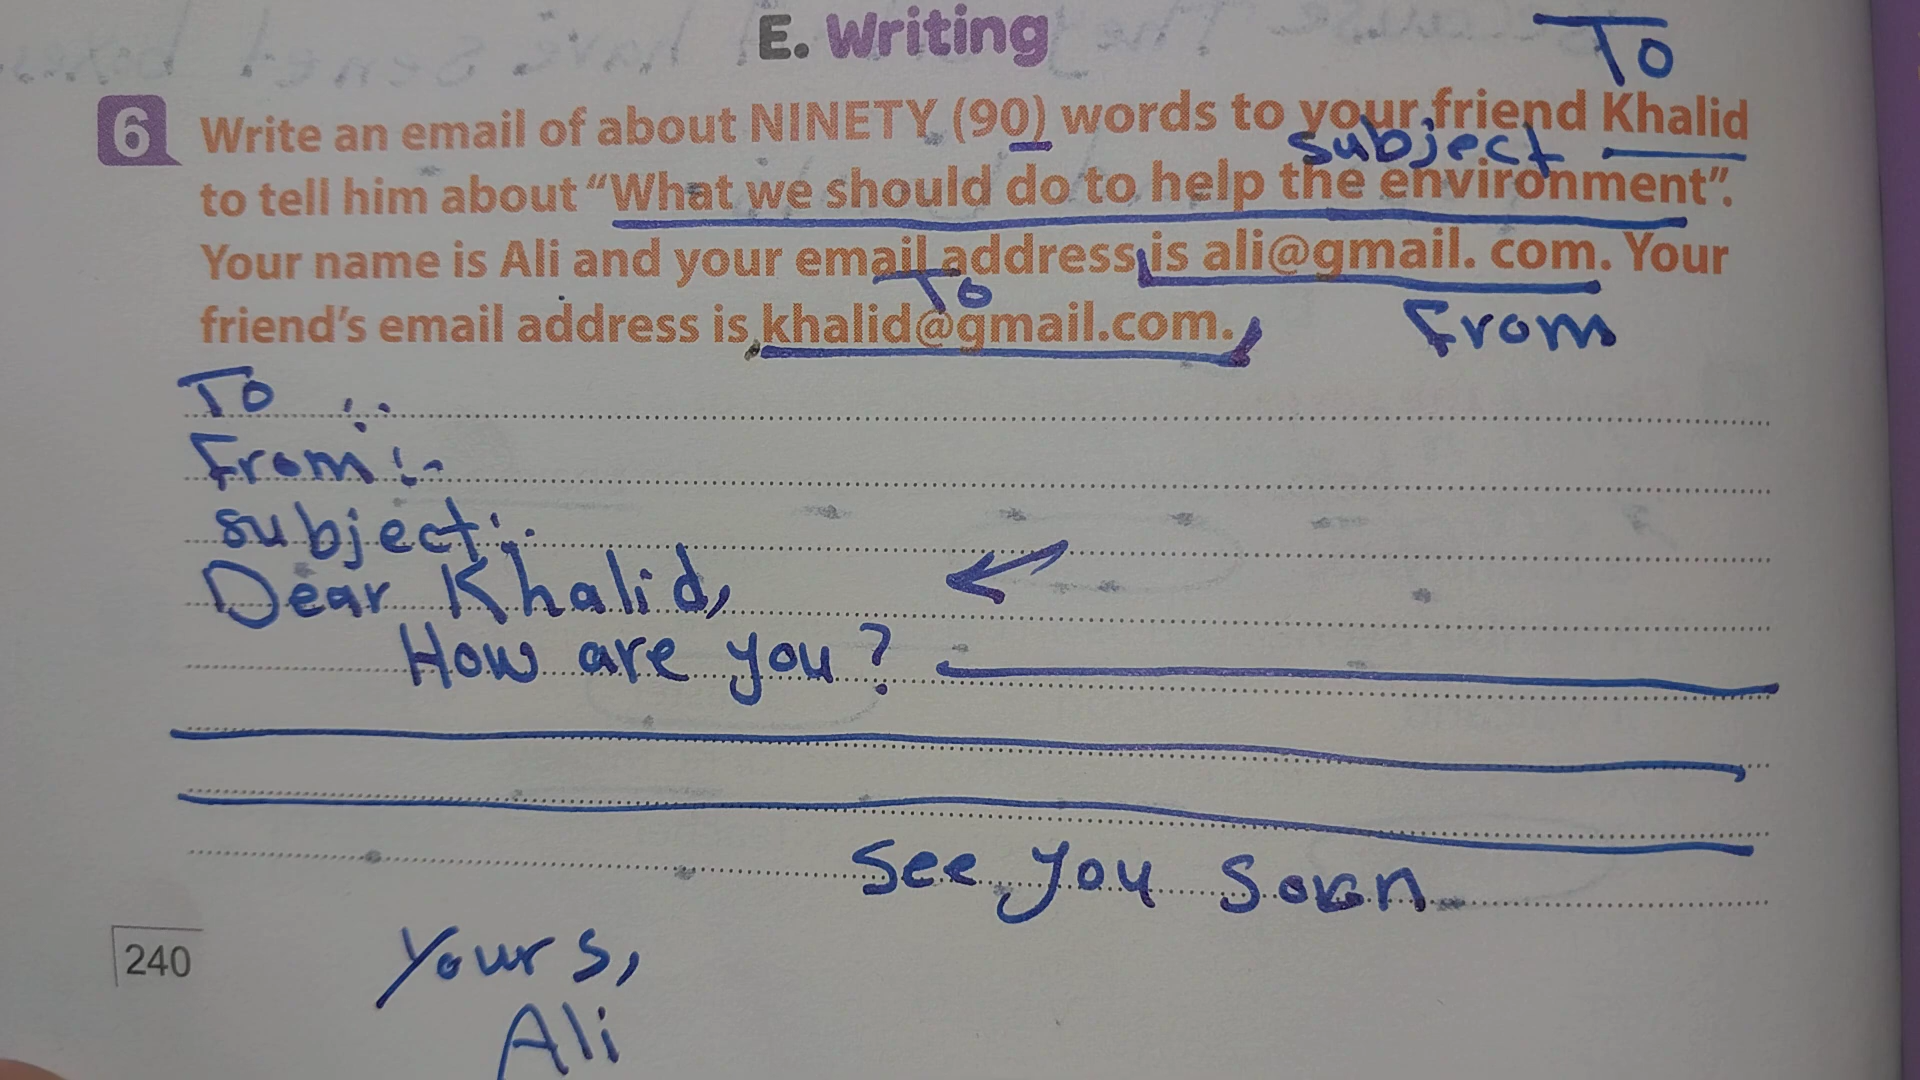 E. Writing
To
6 Write an email of about NINETY (90) words to your friend Khalid
subject
to tell him about “What we should do to help the environment”.
Your name is Ali and your email address is ali@gmail. com. Your
To
friend’s email address is khalid@gmail.com.
From
To :-
From :-
subject :-
Dear Khalid,
How are you?
See you soon
240
Yours,
Ali